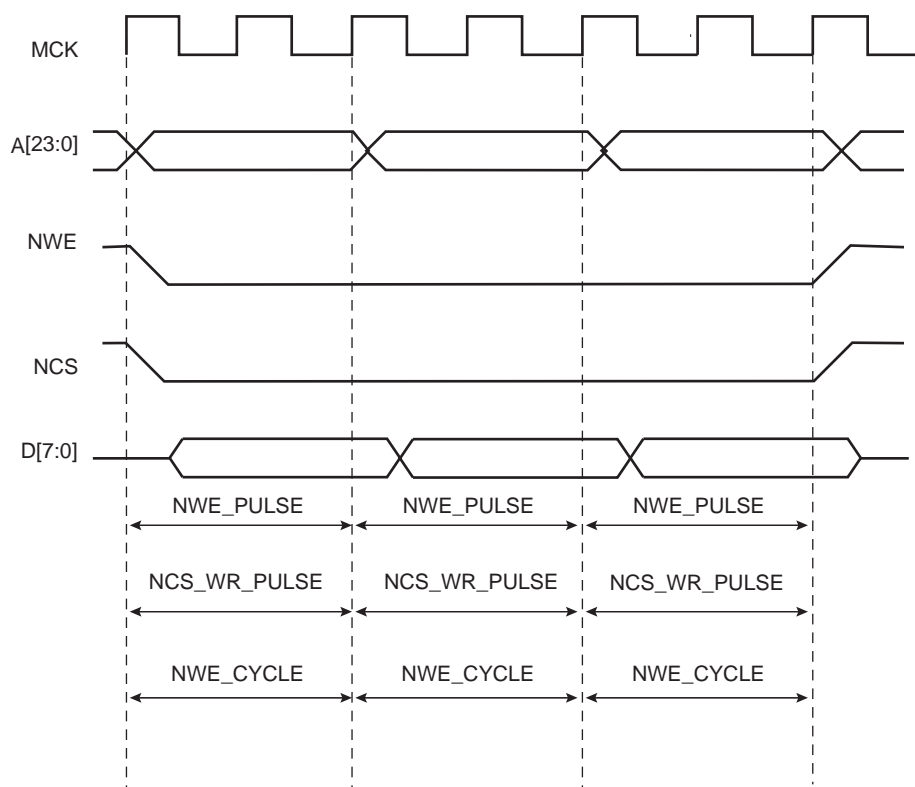 MCK
A[23:0]
NWE
NCS
D[7:0]
NWE_PULSE NWE_PULSE NWE_PULSE
NCS_WR_PULSE NCS_WR_PULSE NCS_WR_PULSE
NWE_CYCLE NWE_CYCLE NWE_CYCLE